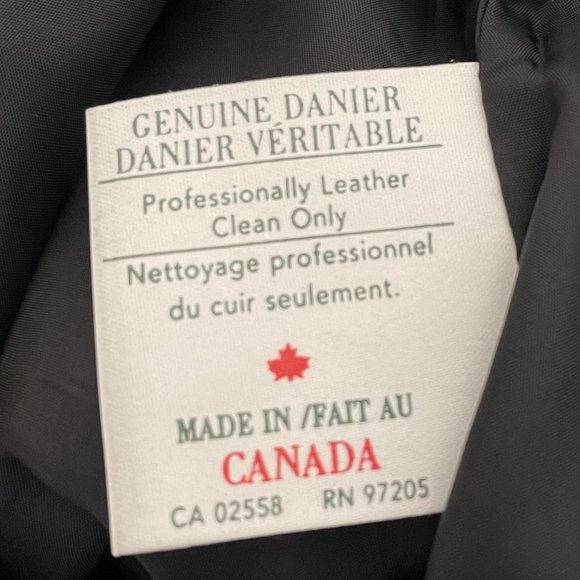 GENUINE DANIER
DANIER VÉRITABLE
Professionally Leather
Clean Only
Nettoyage professionnel
du cuir seulement.
MADE IN /FAIT AU
CANADA
CA 02558 RN 97205